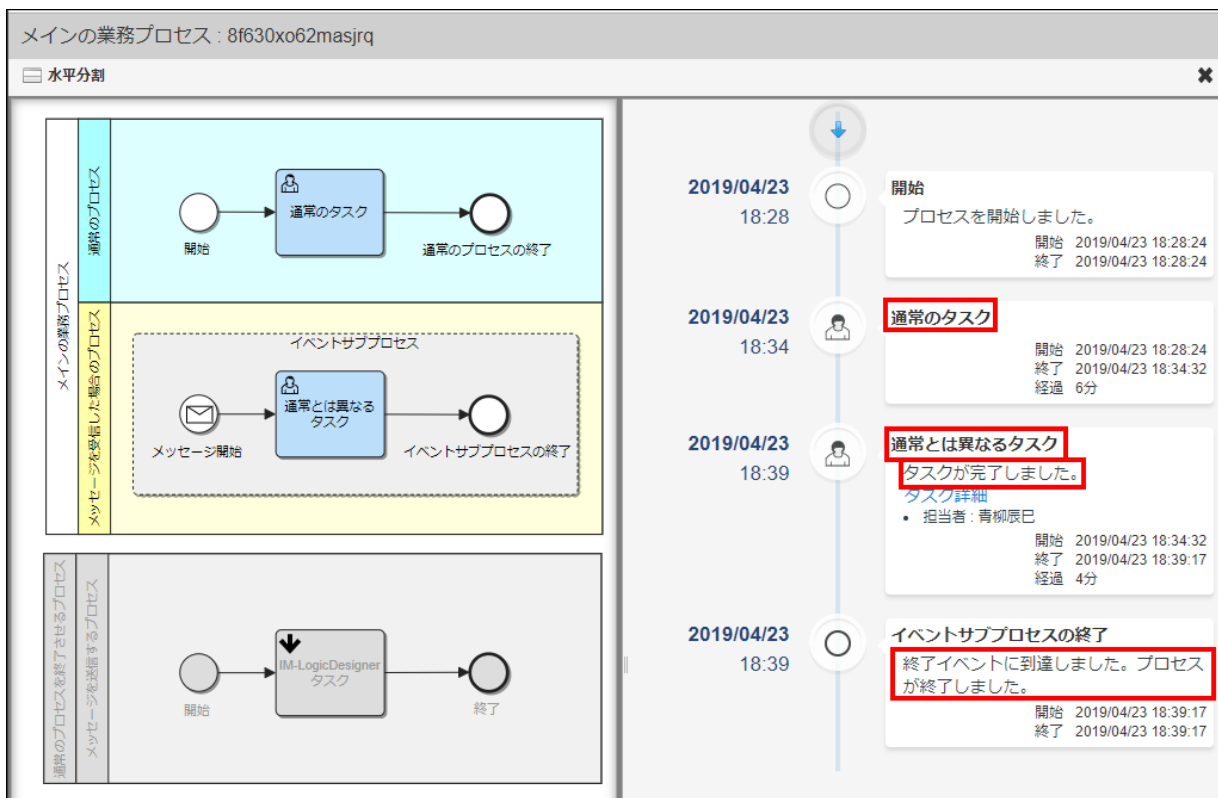 メインの業務プロセス : 8f630xo62masjrq
水平分割
メインの業務プロセス
通常のプロセス
開始
通常のタスク
通常のプロセスの終了
メッセージを受信した場合のプロセス
イベントサブプロセス
メッセージ開始
通常とは異なる
タスク
イベントサブプロセスの終了
通常のプロセスを終了させるプロセス
メッセージを送信するプロセス
開始
IM-LogicDesigner
タスク
終了
2019/04/23
18:28
開始
プロセスを開始しました。
開始 2019/04/23 18:28:24
終了 2019/04/23 18:28:24
2019/04/23
18:34
通常のタスク
開始 2019/04/23 18:28:24
終了 2019/04/23 18:34:32
経過 6分
2019/04/23
18:39
通常とは異なるタスク
タスクが完了しました。
タスク詳細
• 担当者 : 青柳辰巳
開始 2019/04/23 18:34:32
終了 2019/04/23 18:39:17
経過 4分
2019/04/23
18:39
イベントサブプロセスの終了
終了イベントに到達しました。プロセス
が終了しました。
開始 2019/04/23 18:39:17
終了 2019/04/23 18:39:17